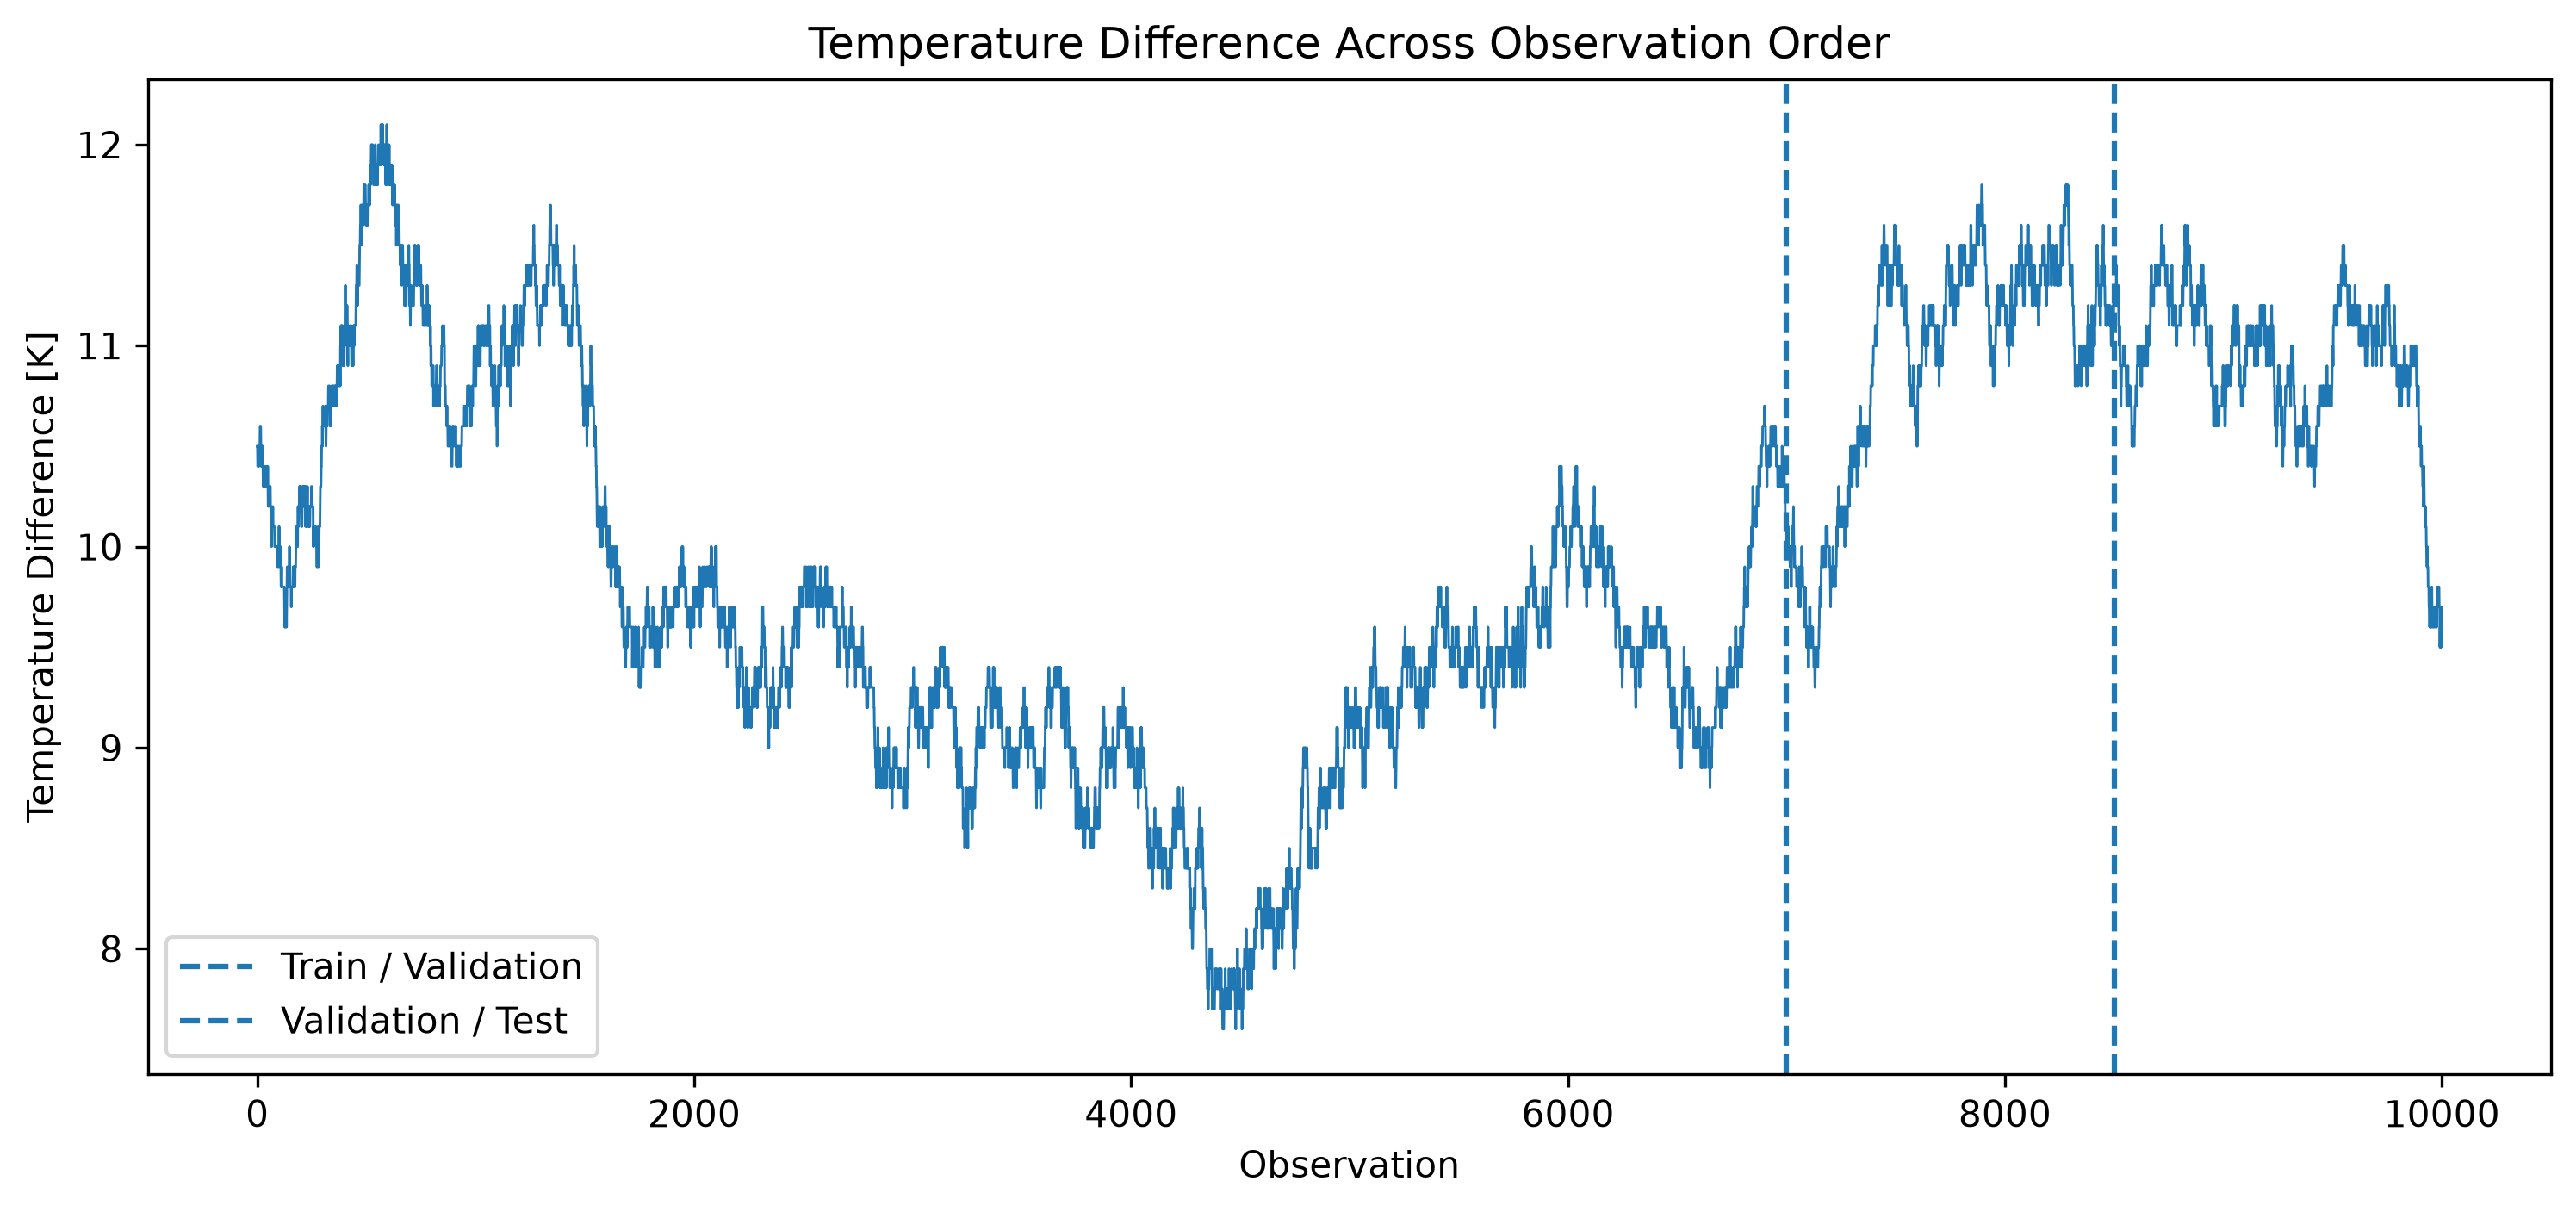 Temperature Difference Across Observation Order
Temperature Difference [K]
12
11
10
9
8
Train / Validation
Validation / Test
0 2000 4000 6000 8000 10000
Observation